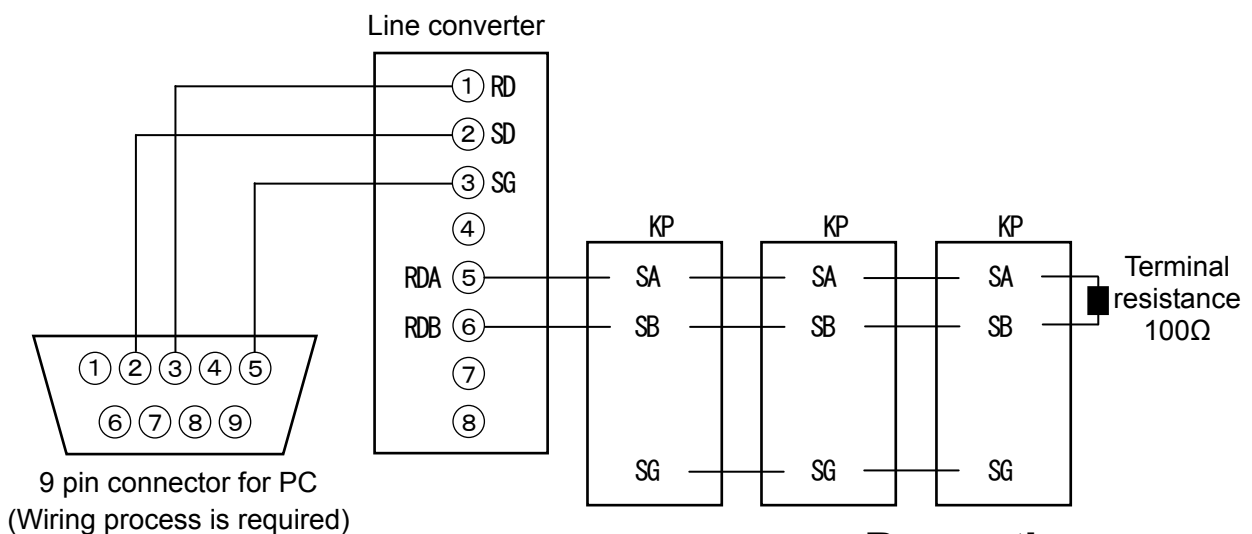 Line converter
① RD
② SD
③ SG
④
RDA ⑤
RDB ⑥
⑦
⑧
KP
SA
SB
SG
KP
SA
SB
SG
KP
SA
SB
SG
Terminal
resistance
100Ω
① ② ③ ④ ⑤
⑥ ⑦ ⑧ ⑨
9 pin connector for PC
(Wiring process is required)